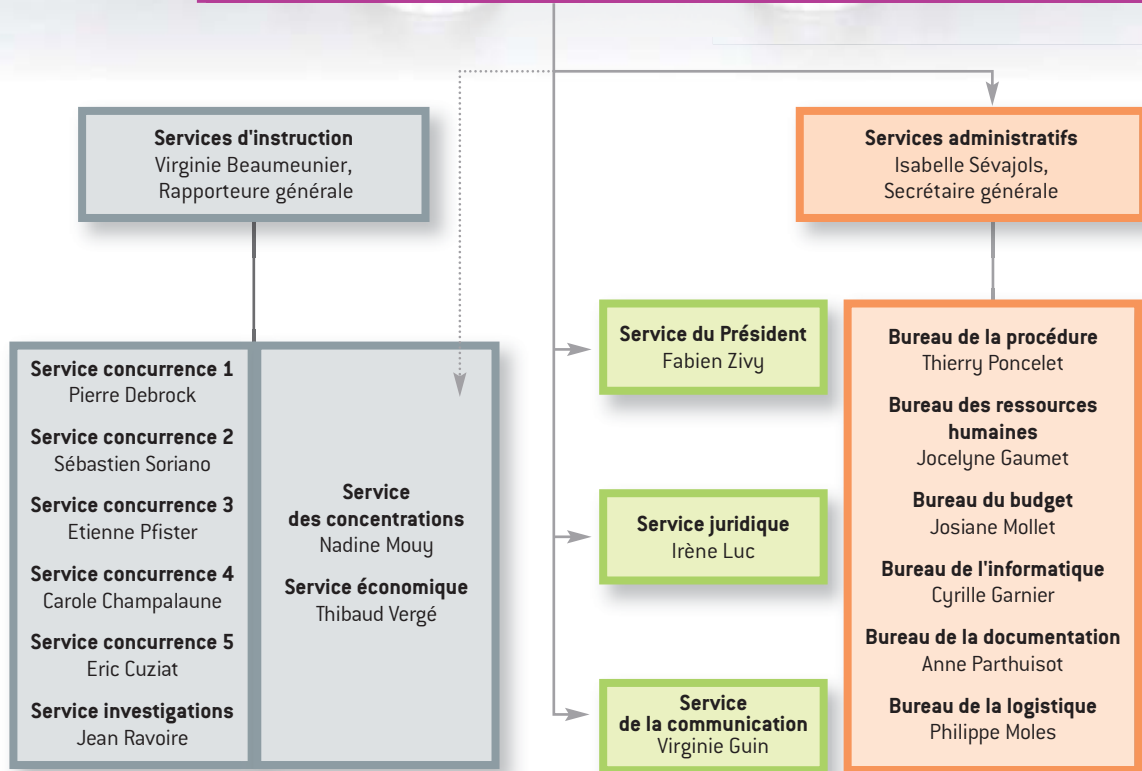 Services d'instruction
Virginie Beaumeunier,
Rapporteure générale
Services administratifs
Isabelle Sévajols,
Secrétaire générale
Service concurrence 1
Pierre Debrock
Service concurrence 2
Sébastien Soriano
Service concurrence 3
Etienne Pfister
Service concurrence 4
Carole Champalaune
Service concurrence 5
Eric Cuziat
Service investigations
Jean Ravoire
Service
des concentrations
Nadine Mouy
Service économique
Thibaud Vergé
Service du Président
Fabien Zivy
Service juridique
Irène Luc
Service
de la communication
Virginie Guin
Bureau de la procédure
Thierry Poncelet
Bureau des ressources
humaines
Jocelyne Gaumet
Bureau du budget
Josiane Mollet
Bureau de l'informatique
Cyrille Garnier
Bureau de la documentation
Anne Parthuisot
Bureau de la logistique
Philippe Moles